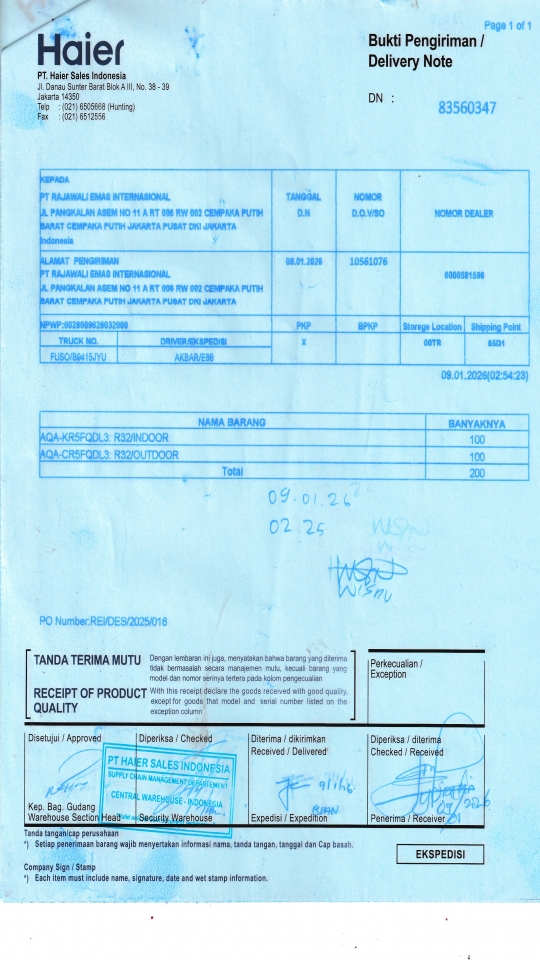 Page 1 of 1
Haier
Bukti Pengiriman /
Delivery Note
PT. Haier Sales Indonesia
Jl. Danau Sunter Barat Blok A III, No. 38 - 39
Jakarta 14350
Telp : (021) 6505668 (Hunting)
Fax : (021) 6512556
DN : 83560347
KEPADA
PT RAJAWALI EMAS INTERNASIONAL
JL PANGKALAN ASEM NO 11 A RT 006 RW 002 CEMPAKA PUTIH
BARAT CEMPAKA PUTIH JAKARTA PUSAT DKI JAKARTA
Indonesia
TANGGAL
D.N
NOMOR
D.O.V/SO
NOMOR DEALER
ALAMAT PENGIRIMAN
PT RAJAWALI EMAS INTERNASIONAL
JL PANGKALAN ASEM NO 11 A RT 006 RW 002 CEMPAKA PUTIH
BARAT CEMPAKA PUTIH JAKARTA PUSAT DKI JAKARTA
09.01.2026
10561076
NPWP:
PKP
BPKP
Storege Location
Shipping Point
TRUCK NO.
DRIVER/EKSPEDISI
X
00TR
65D1
FUSO/B9415JYU
AKBAR/E98
09.01.2026(02:54:23)
NAMA BARANG
BANYAKNYA
AQA-KR5FQDL3: R32/INDOOR
100
AQA-CR5FQDL3: R32/OUTDOOR
100
Total
200
09.01.26
02.25
WISNU
PO Number:REI/DES/2025/016
TANDA TERIMA MUTU
Dengan lembaran ini juga, menyatakan bahwa barang yang diterima
tidak bermasalah secara manajemen mutu, kecuali barang yang
model dan nomor serinya tertera pada kolom pengecualian
RECEIPT OF PRODUCT
QUALITY
With this receipt declare the goods received with good quality,
except for goods that model and serial number listed on the
exception column
Perkecualian /
Exception
Disetujui / Approved
Diperiksa / Checked
Diterima / dikirimkan
Received / Delivered
Diperiksa / diterima
Checked / Received
PT HAIER SALES INDONESIA
SUPPLY CHAIN MANAGEMENT DEPARTEMENT
CENTRAL WAREHOUSE - INDONESIA
9/1/26
Kep. Bag. Gudang
Warehouse Section Head
Security Warehouse
Expedisi / Expedition
Penerima / Receiver
Tanda tangan/cap perusahaan
*) Setiap penerimaan barang wajib menyertakan informasi nama, tanda tangan, tanggal dan Cap basah.
EKSPEDISI
Company Sign / Stamp
*) Each item must include name, signature, date and wet stamp information.